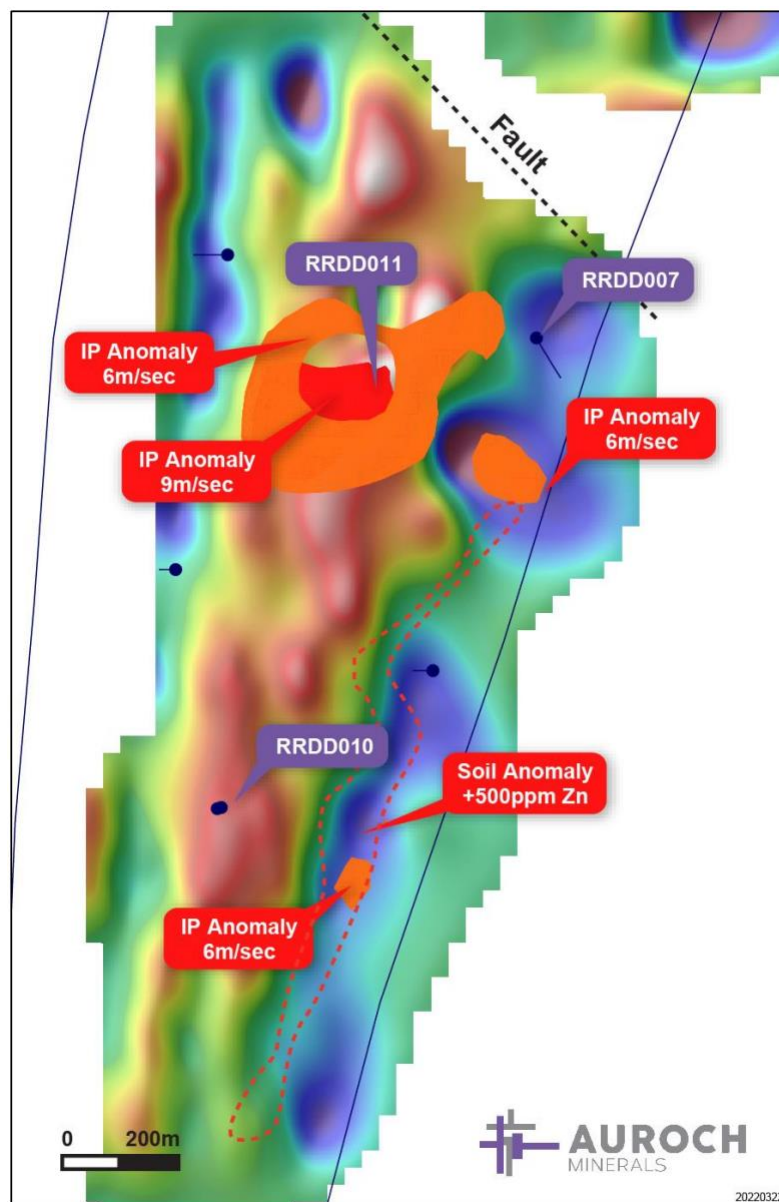 Fault
RRDD011
RRDD007
IP Anomaly
6m/sec
IP Anomaly
6m/sec
IP Anomaly
9m/sec
RRDD010
Soil Anomaly
+500ppm Zn
IP Anomaly
6m/sec
0 200m
AUROCH
MINERALS